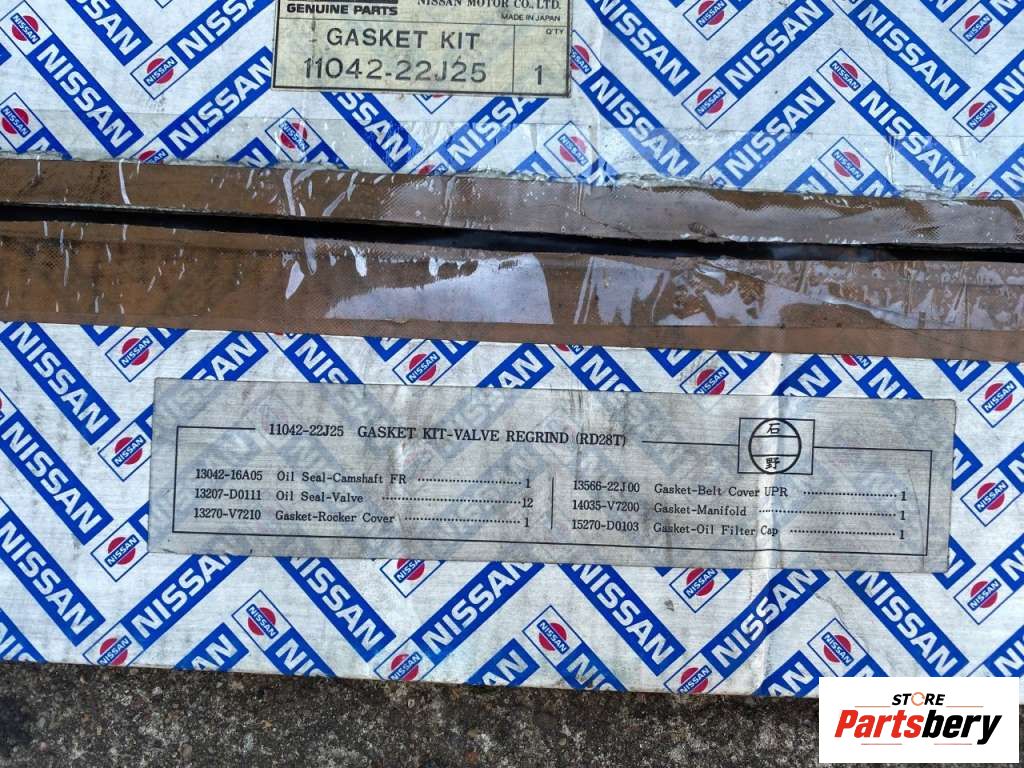 GENUINE PARTS
NISSAN MOTOR CO., LTD.
MADE IN JAPAN
GASKET KIT
Q'TY
11042-22J25
1
11042-22J25 GASKET KIT-VALVE REGRIND (RD28T)
石
野
13042-16A05 Oil Seal-Camshaft FR 1
13207-D0111 Oil Seal-Valve 12
13270-V7210 Gasket-Rocker Cover 1
13566-22J00 Gasket-Belt Cover UPR 1
14035-V7200 Gasket-Manifold 1
15270-D0103 Gasket-Oil Filter Cap 1
NISSAN
STORE
Partsbery